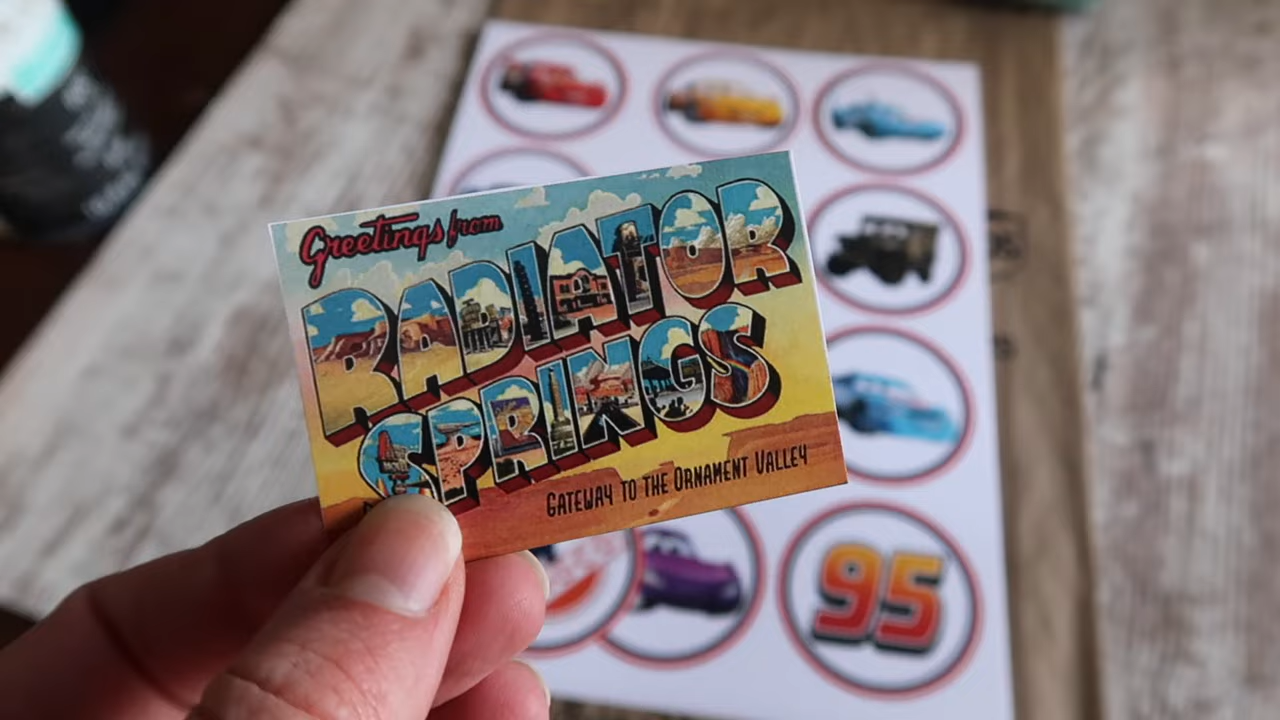 Greetings from
RADIATOR
SPRINGS
GATEWAY TO THE ORNAMENT VALLEY
95